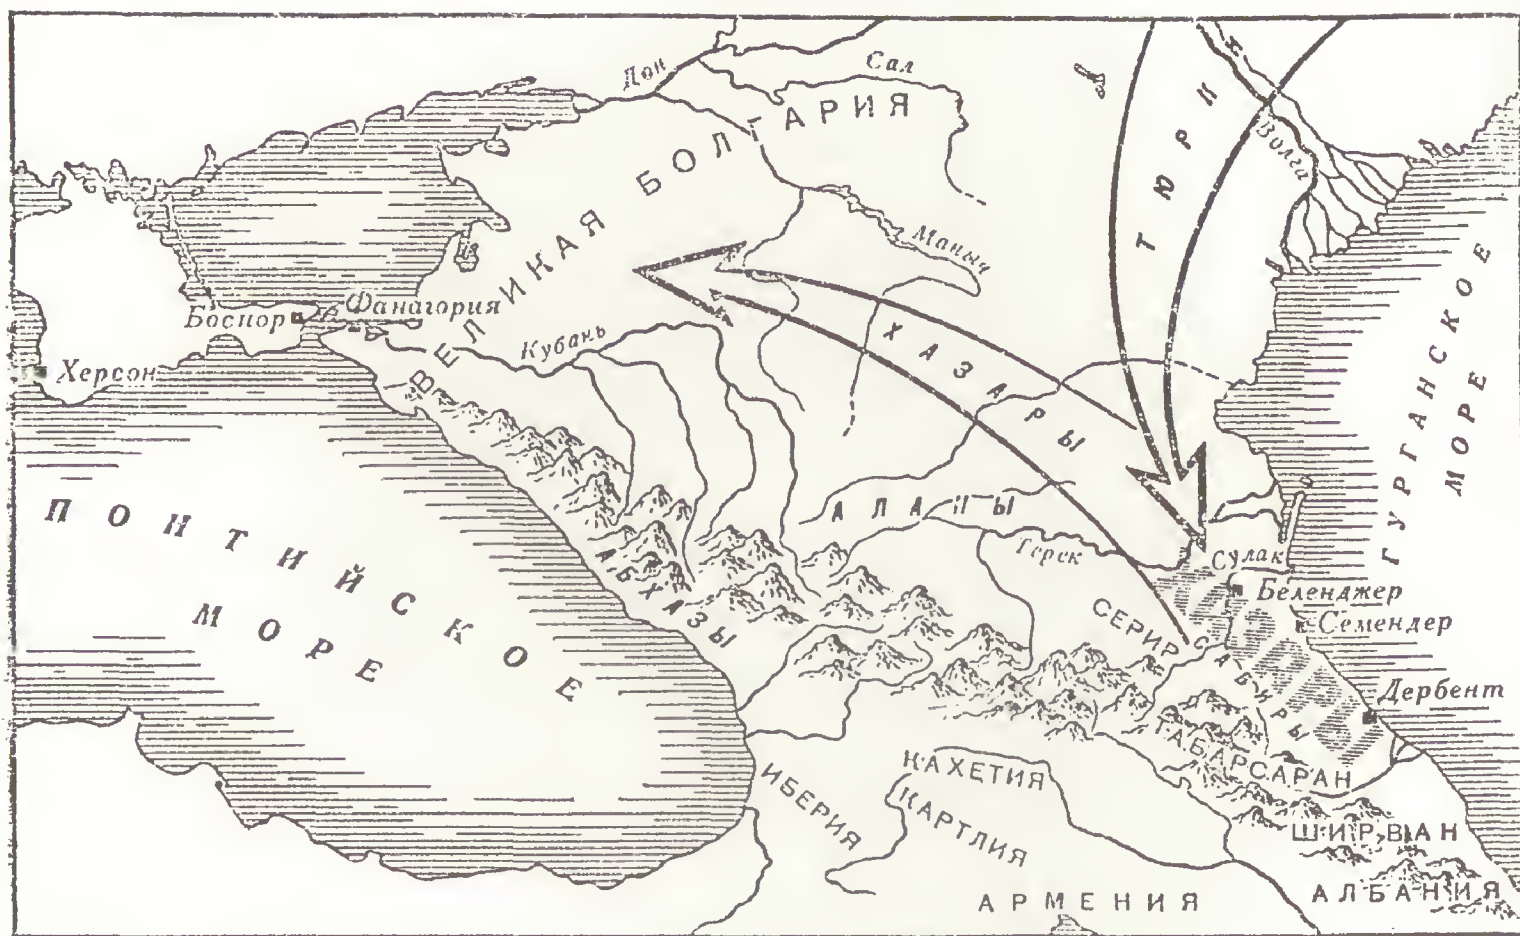 Дон
Сал
ВЕЛИКАЯ БОЛГАРИЯ
ТЮРКИ
Волга
Маныч
Боспор
Фанагория
Кубань
Херсон
ХАЗАРЫ
ГУРГАНСКОЕ
МОРЕ
ПОНТИЙСКОЕ
МОРЕ
АБХАЗЫ
АЛАНЫ
Терек
Сулак
Беленджер
Семендер
СЕРИР
САБИРЫ
Дербент
ТАБАРСАРАН
ИБЕРИЯ
КАХЕТИЯ
КАРТЛИЯ
ШИРВАН
АЛБАНИЯ
АРМЕНИЯ